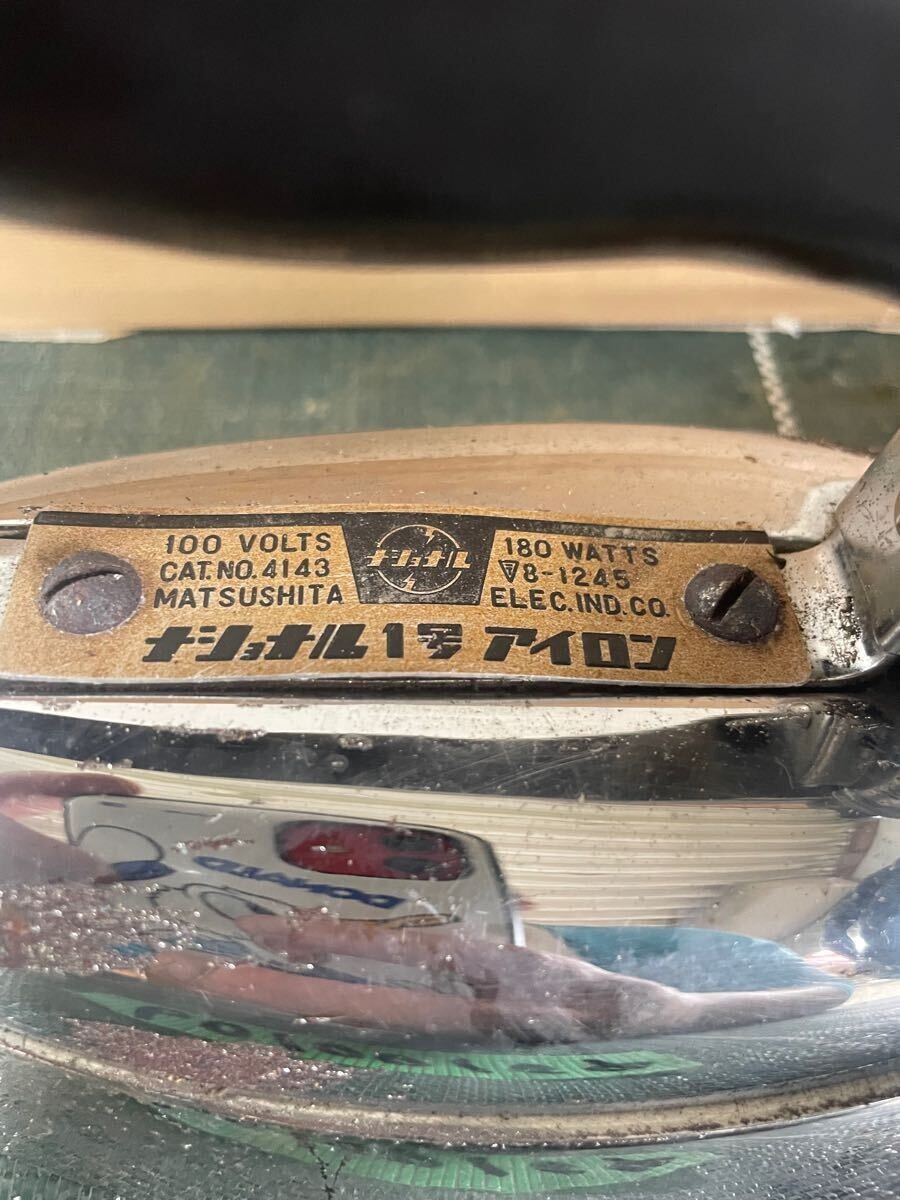 100 VOLTS
CAT. NO. 4143
MATSUSHITA
ナショナル
180 WATTS
▽8-1245
ELEC. IND. CO.
ナショナル1号 アイロン
DONALD